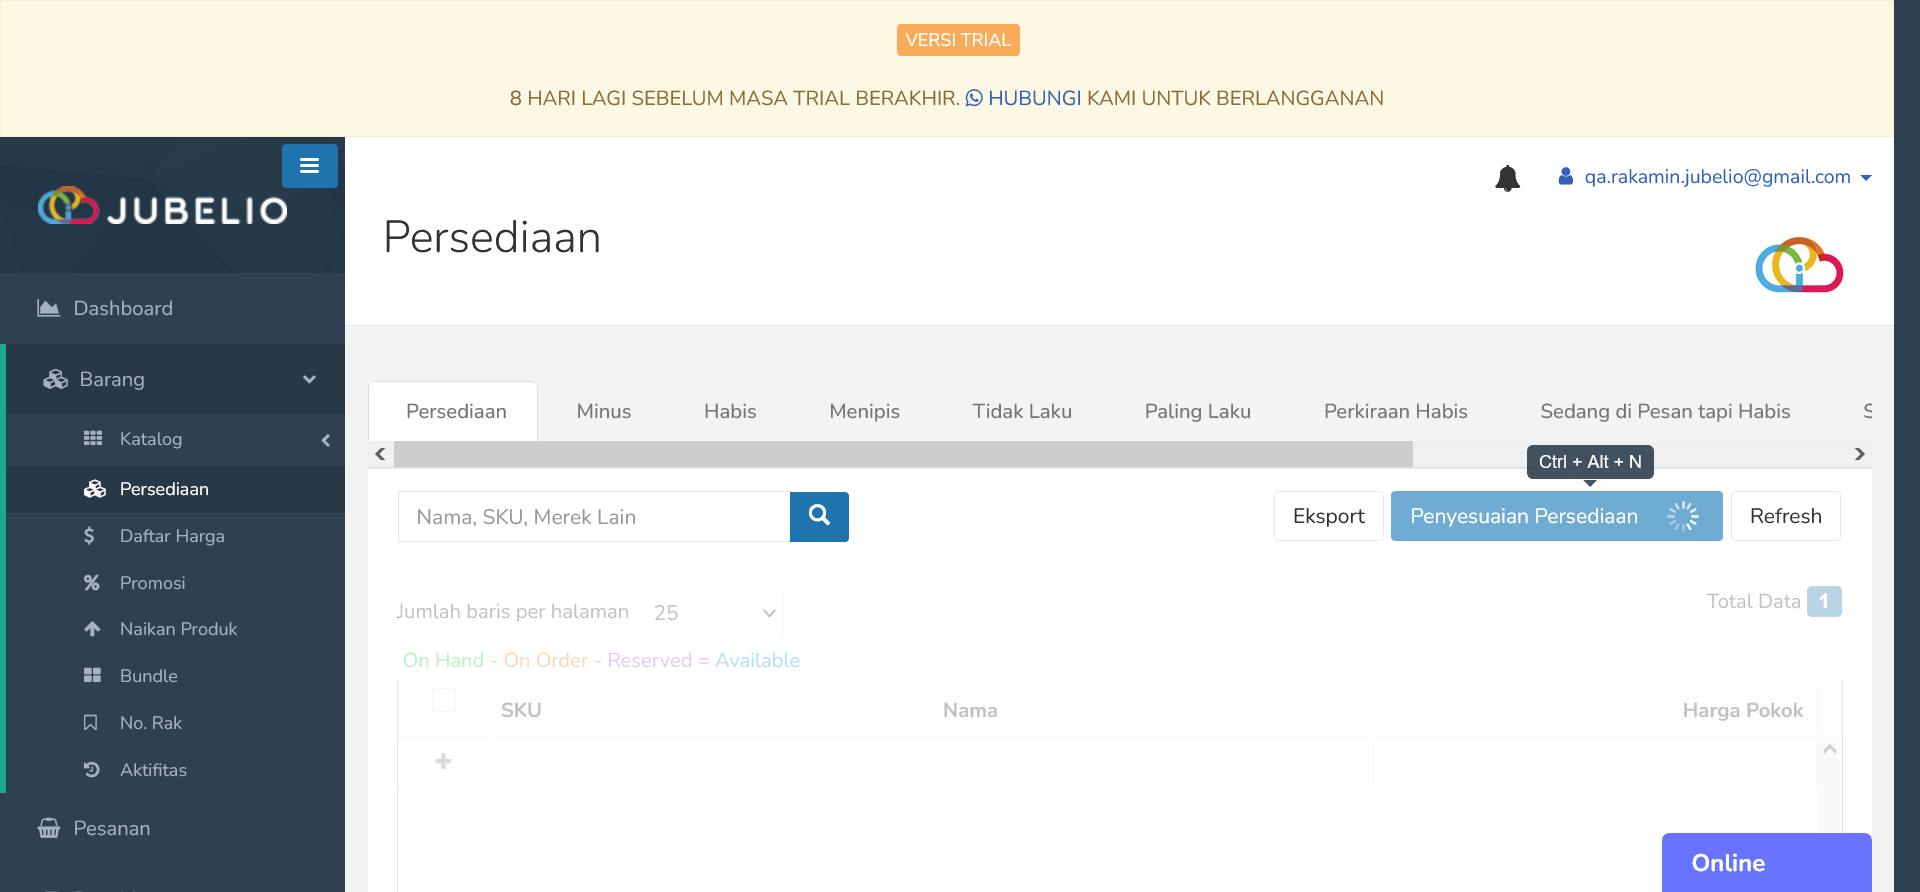 VERSI TRIAL
8 HARI LAGI SEBELUM MASA TRIAL BERAKHIR. HUBUNGI KAMI UNTUK BERLANGGANAN
JUBELIO
qa.rakamin.jubelio@gmail.com
Persediaan
Dashboard
Barang
Katalog
Persediaan
Daftar Harga
Promosi
Naikan Produk
Bundle
No. Rak
Aktifitas
Pesanan
Persediaan Minus Habis Menipis Tidak Laku Paling Laku Perkiraan Habis Sedang di Pesan tapi Habis
Ctrl + Alt + N
Nama, SKU, Merek Lain Eksport Penyesuaian Persediaan Refresh
Jumlah baris per halaman 25 Total Data 1
On Hand - On Order - Reserved = Available
SKU Nama Harga Pokok
Online